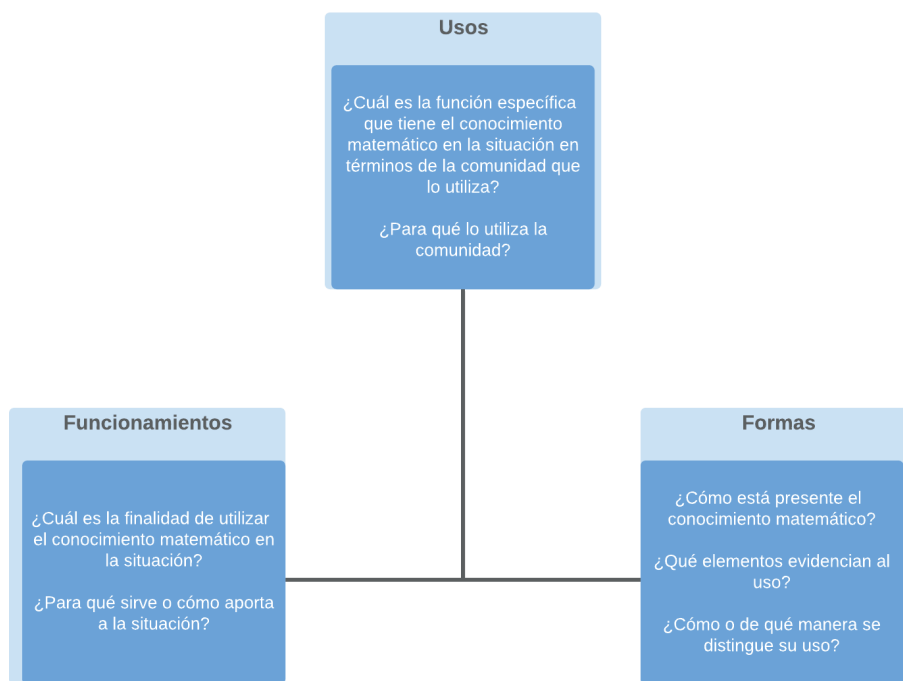 Usos
¿Cuál es la función específica
que tiene el conocimiento
matemático en la situación en
términos de la comunidad que
lo utiliza?
¿Para qué lo utiliza la
comunidad?
Funcionamientos
¿Cuál es la finalidad de utilizar
el conocimiento matemático en
la situación?
¿Para qué sirve o cómo aporta
a la situación?
Formas
¿Cómo está presente el
conocimiento matemático?
¿Qué elementos evidencian al
uso?
¿Cómo o de qué manera se
distingue su uso?